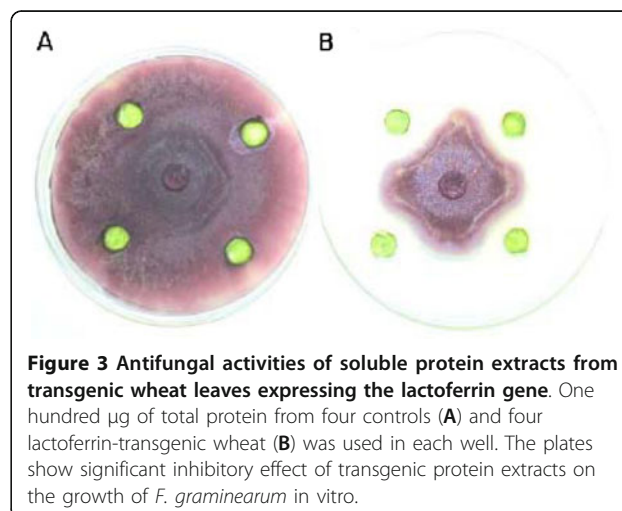 A
B
Figure 3 Antifungal activities of soluble protein extracts from
transgenic wheat leaves expressing the lactoferrin gene. One
hundred μg of total protein from four controls (A) and four
lactoferrin-transgenic wheat (B) was used in each well. The plates
show significant inhibitory effect of transgenic protein extracts on
the growth of F. graminearum in vitro.